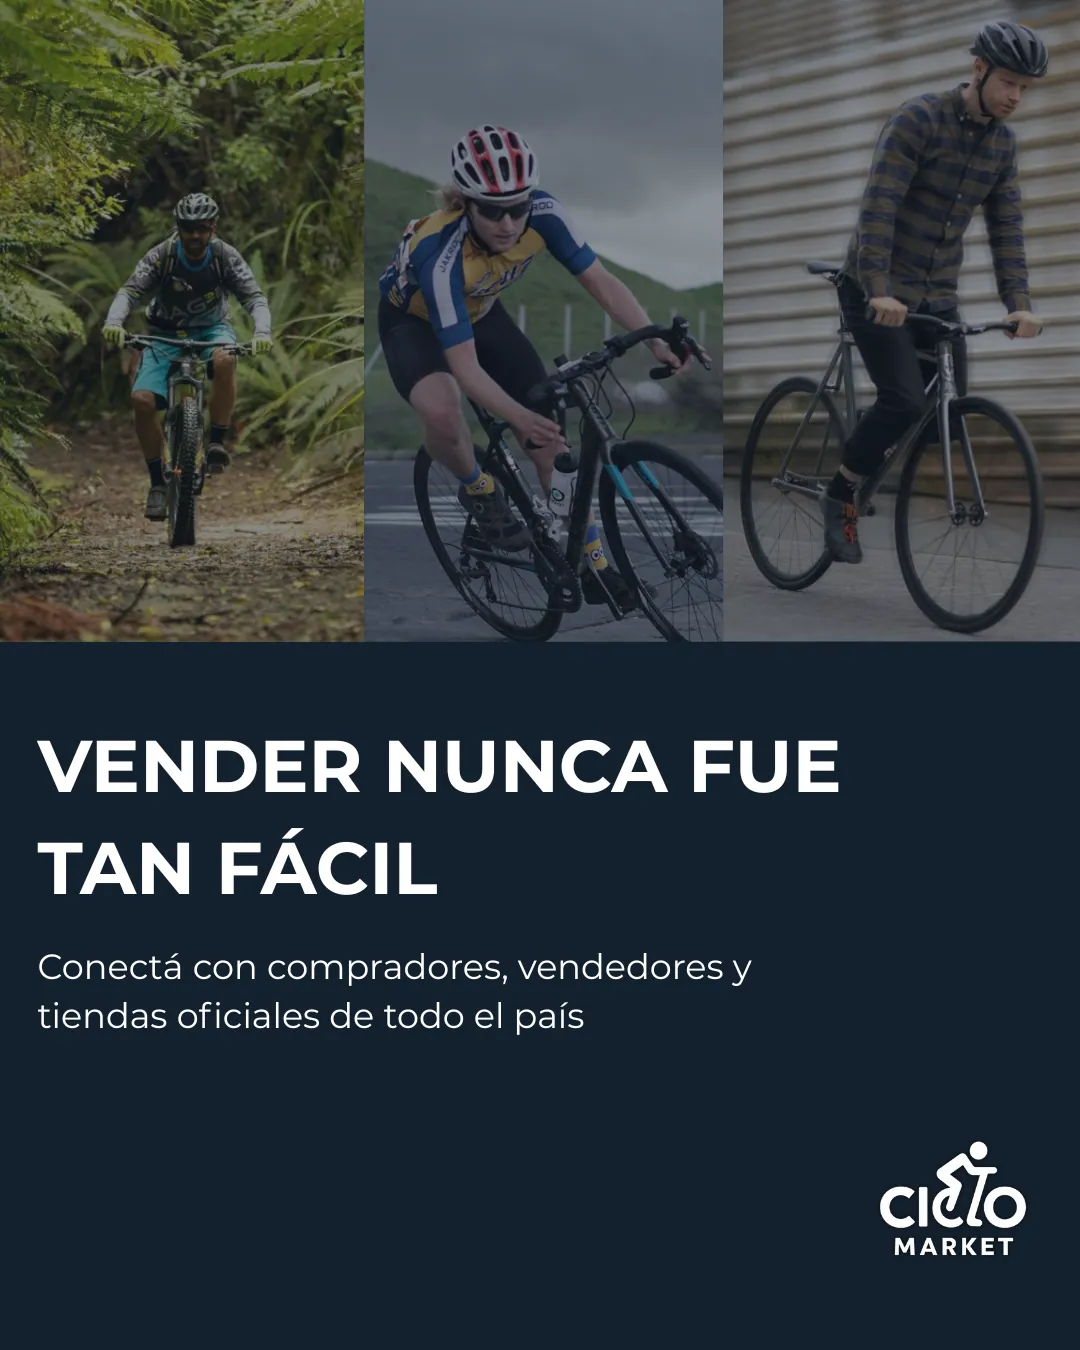 VENDER NUNCA FUE
TAN FÁCIL
Conectá con compradores, vendedores y
tiendas oficiales de todo el país
CICLO
MARKET